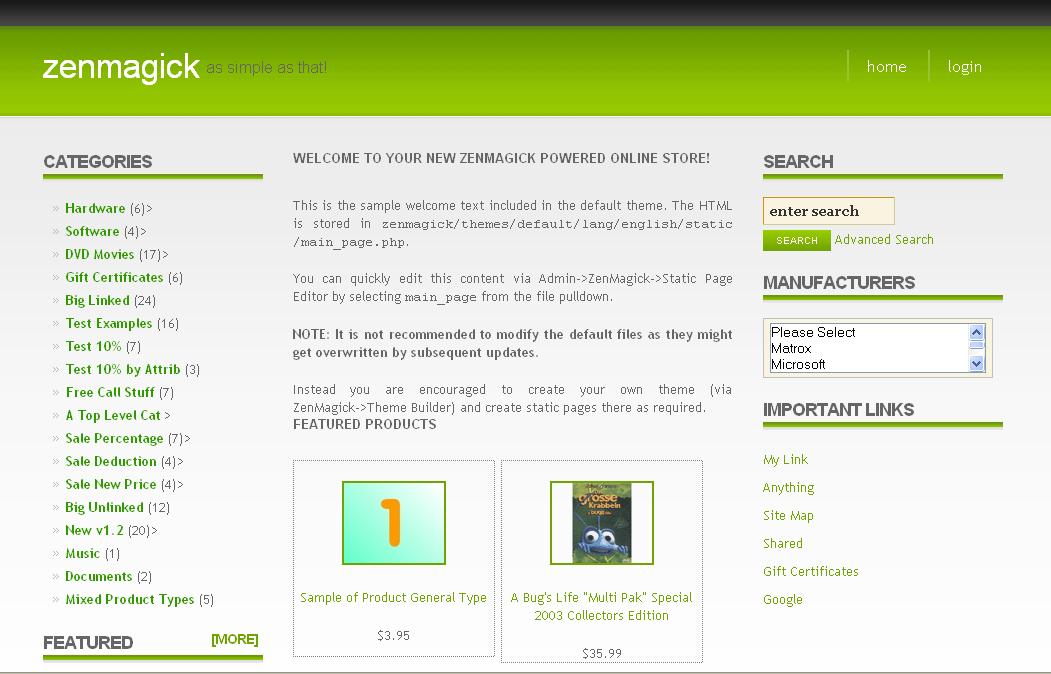 zenmagick as simple as that!
home
login
CATEGORIES
» Hardware (6)>
» Software (4)>
» DVD Movies (17)>
» Gift Certificates (6)
» Big Linked (24)
» Test Examples (16)
» Test 10% (7)
» Test 10% by Attrib (3)
» Free Call Stuff (7)
» A Top Level Cat >
» Sale Percentage (7)>
» Sale Deduction (4)>
» Sale New Price (4)>
» Big Unlinked (12)
» New v1.2 (20)>
» Music (1)
» Documents (2)
» Mixed Product Types (5)
FEATURED [MORE]
WELCOME TO YOUR NEW ZENMAGICK POWERED ONLINE STORE!
This is the sample welcome text included in the default theme. The HTML
is stored in zenmagick/themes/default/lang/english/static
/main_page.php.
You can quickly edit this content via Admin->ZenMagick->Static Page
Editor by selecting main_page from the file pulldown.
NOTE: It is not recommended to modify the default files as they might
get overwritten by subsequent updates.
Instead you are encouraged to create your own theme (via
ZenMagick->Theme Builder) and create static pages there as required.
FEATURED PRODUCTS
1
Sample of Product General Type
$3.95
Grosse
Krabbeln
A Bug's Life "Multi Pak" Special
2003 Collectors Edition
$35.99
SEARCH
enter search
SEARCH Advanced Search
MANUFACTURERS
Please Select
Matrox
Microsoft
IMPORTANT LINKS
My Link
Anything
Site Map
Shared
Gift Certificates
Google